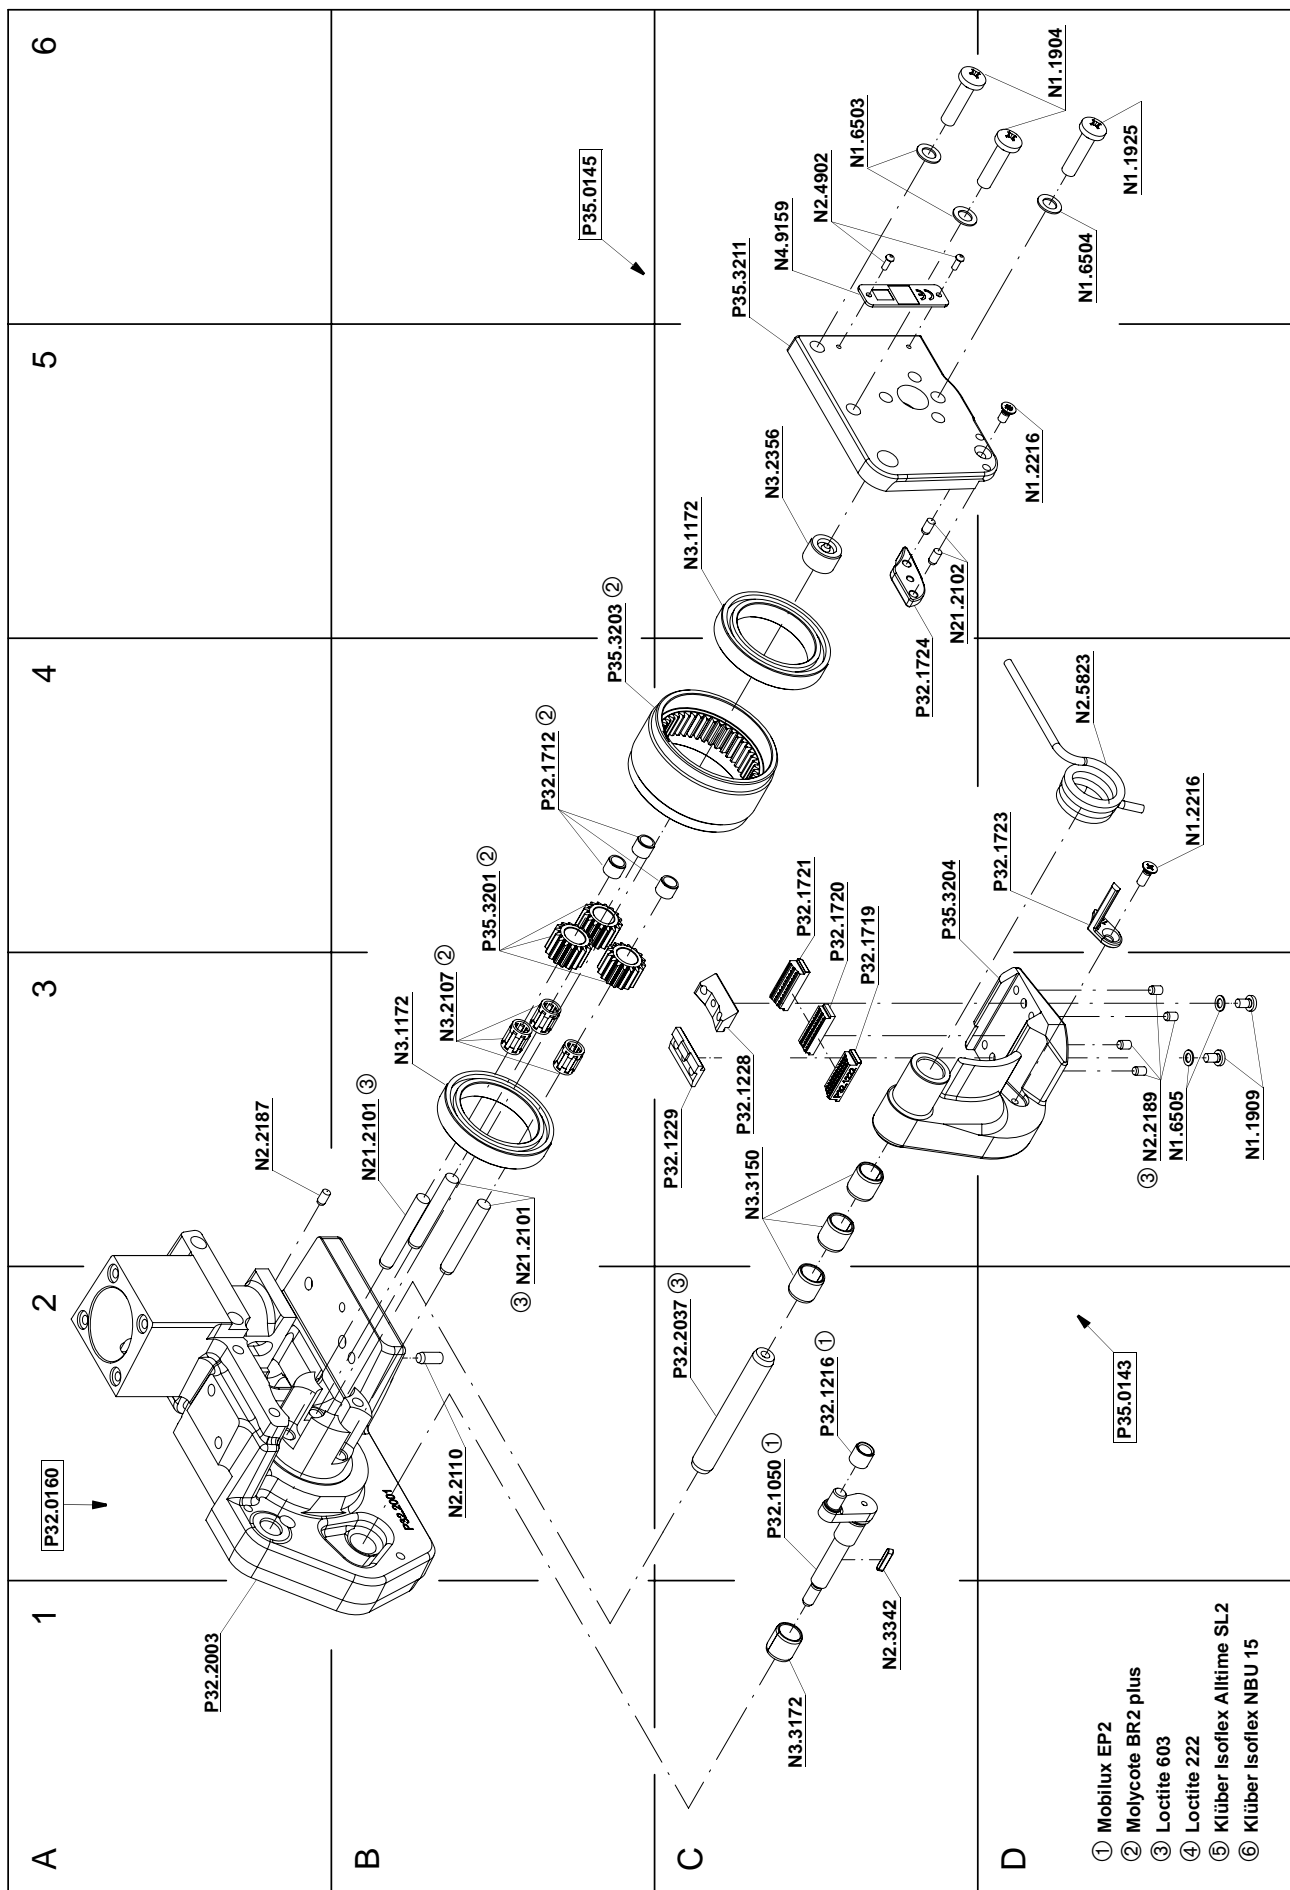 A
B
C
D
1
2
3
4
5
6
P32.0160
P32.2003
P32.2001
N2.2110
N2.2187
N21.2101 ③
③ N21.2101
N3.1172
N3.2107 ②
P35.3201 ②
P32.1712 ②
P35.3203 ②
N3.1172
N3.2356
P35.0145
P35.3211
N4.9159
N2.4902
N1.6503
N1.1904
N1.1925
N1.6504
N1.2216
N21.2102
P32.1724
N2.5823
N1.2216
P32.1723
P35.3204
P32.1721
P32.1720
P32.1719
P32.1228
P32.1229
N3.3150
③ N2.2189
N1.6505
N1.1909
P32.2037 ③
P32.1216 ①
P32.1050 ①
N2.3342
N3.3172
P35.0143
① Mobilux EP2
② Molycote BR2 plus
③ Loctite 603
④ Loctite 222
⑤ Klüber Isoflex Alltime SL2
⑥ Klüber Isoflex NBU 15